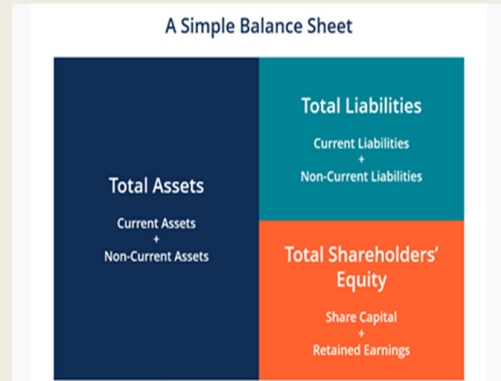 A Simple Balance Sheet
Total Assets
Current Assets
+
Non-Current Assets
Total Liabilities
Current Liabilities
+
Non-Current Liabilities
Total Shareholders'
Equity
Share Capital
+
Retained Earnings